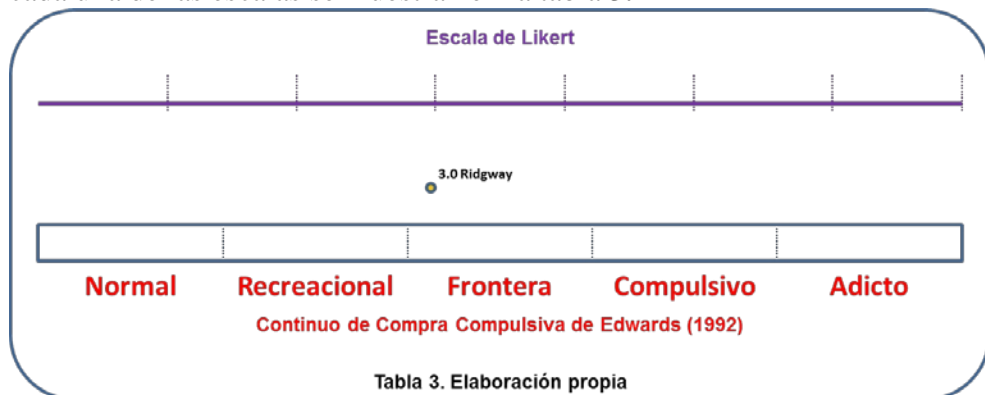 Escala de Likert
3.0 Ridgway
Normal Recreacional Frontera Compulsivo Adicto
Continuo de Compra Compulsiva de Edwards (1992)
Tabla 3. Elaboración propia